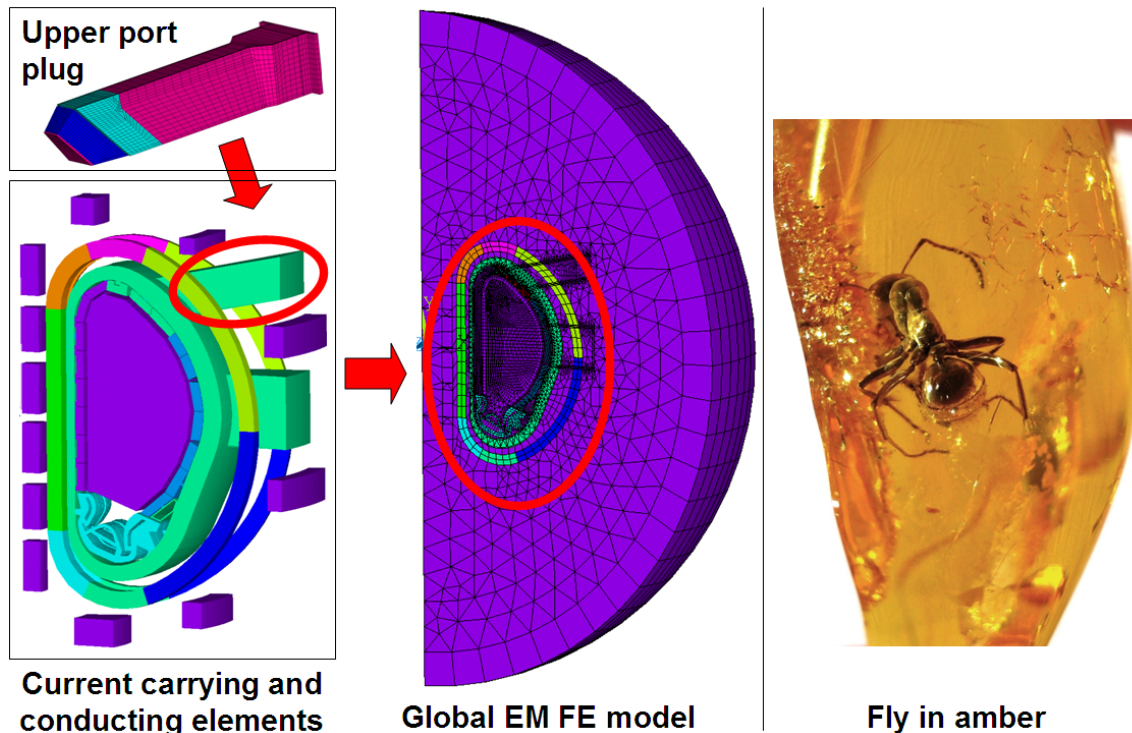 Upper port
plug
Current carrying and
conducting elements
Global EM FE model
Fly in amber